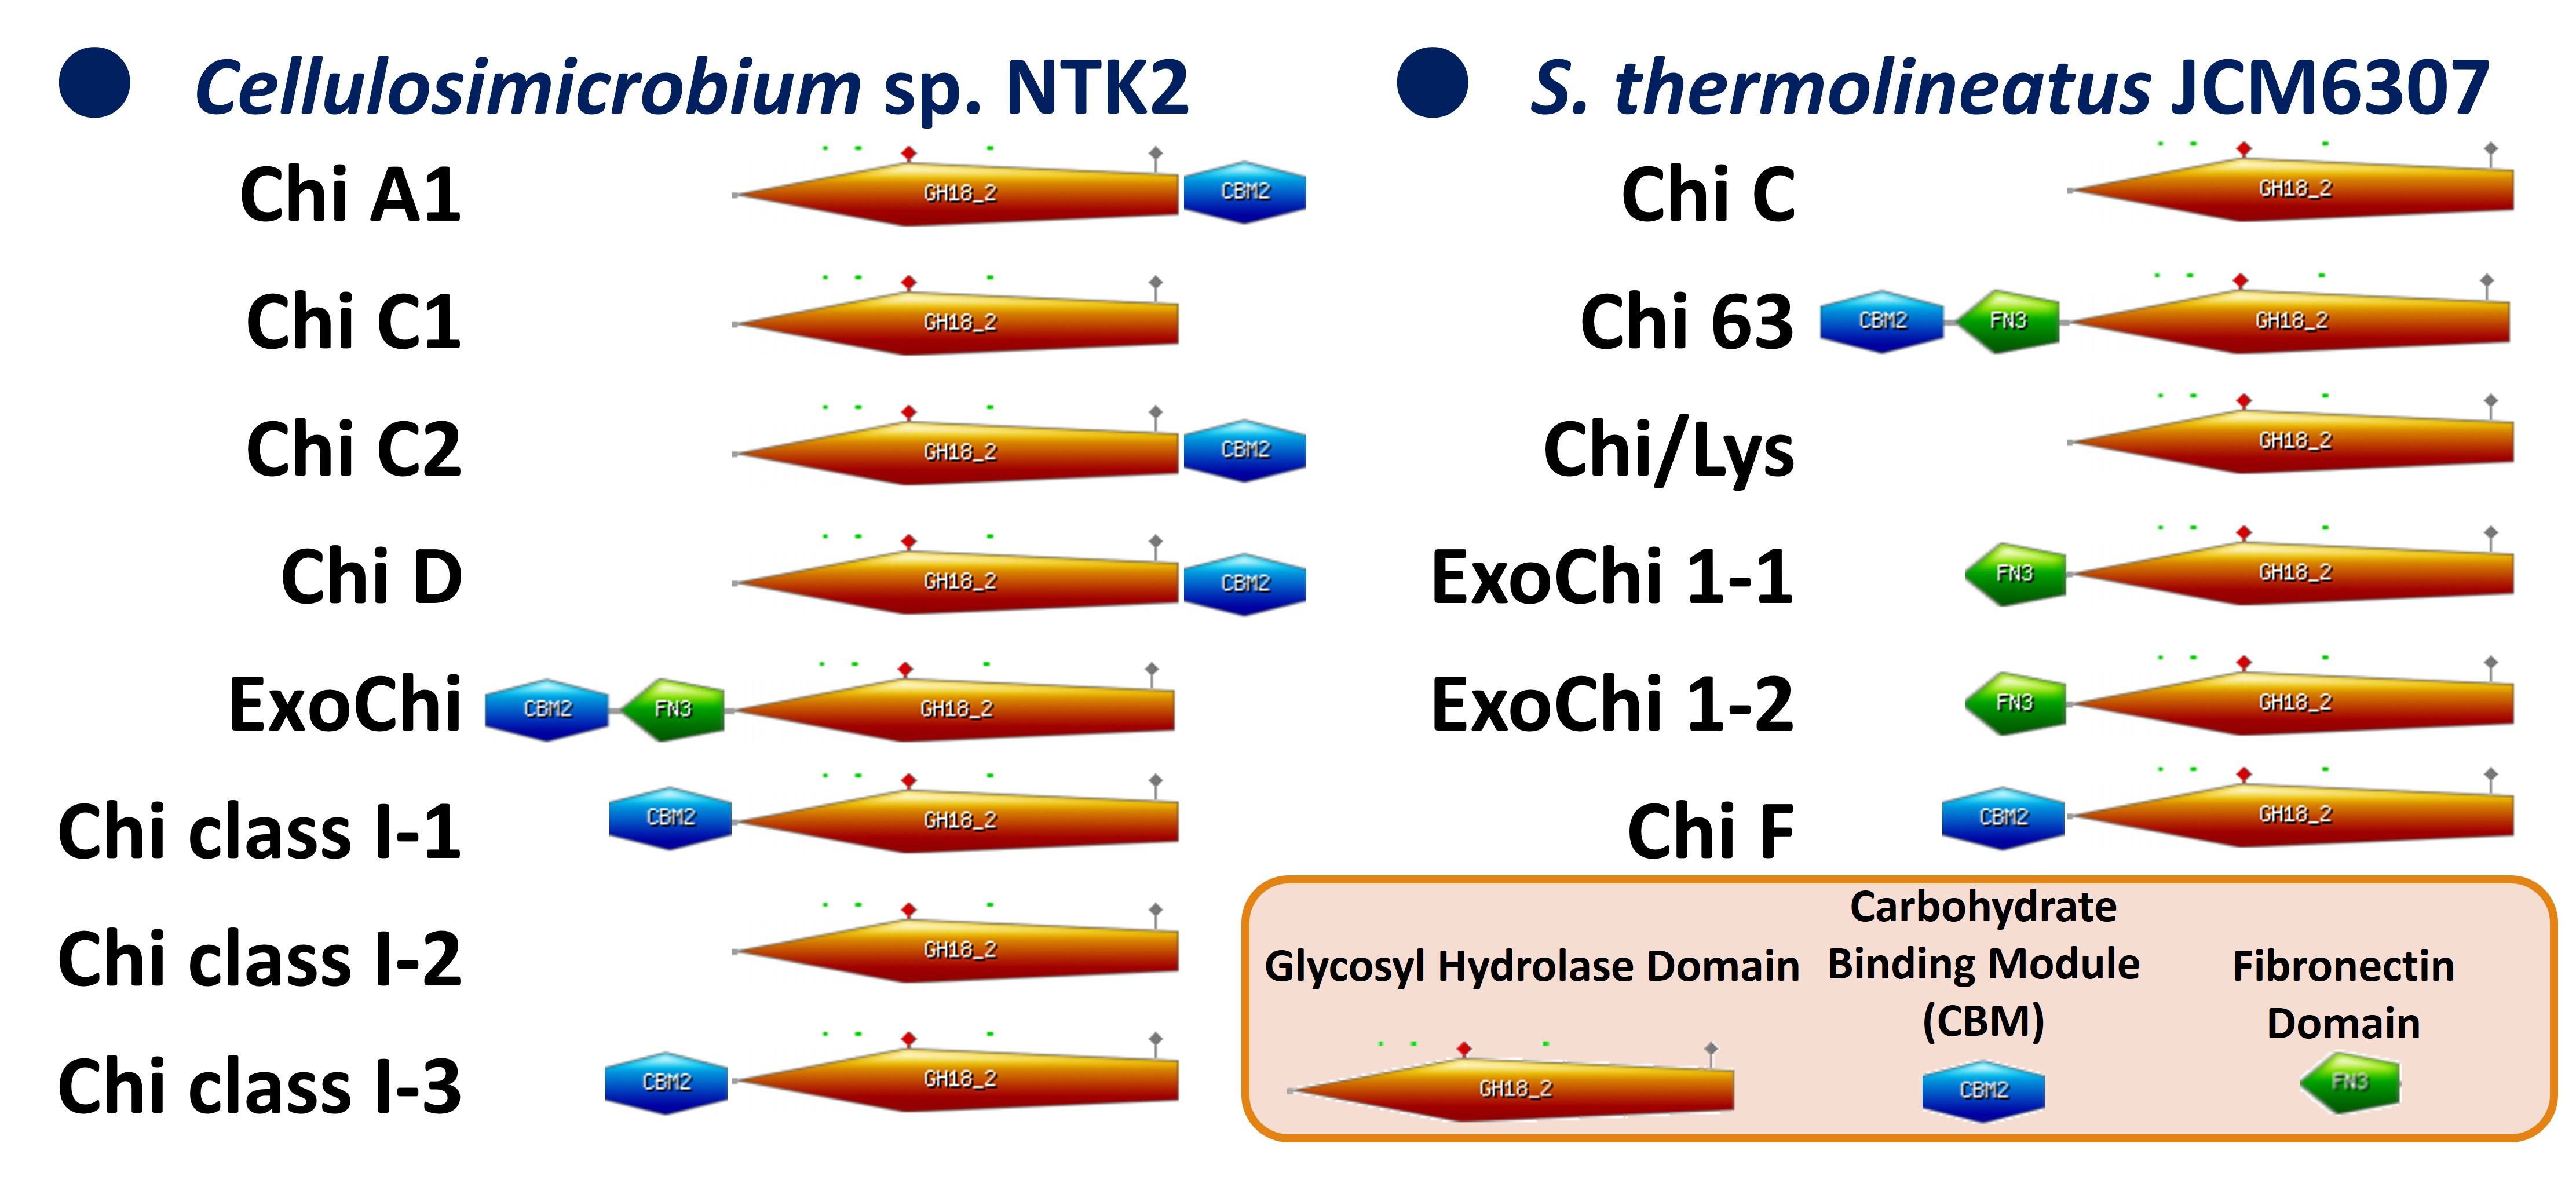 Cellulosimicrobium sp. NTK2
Chi A1
GH18_2 CBM2
Chi C1
GH18_2
Chi C2
GH18_2 CBM2
Chi D
GH18_2 CBM2
ExoChi
CBM2 FN3 GH18_2
Chi class I-1
CBM2 GH18_2
Chi class I-2
GH18_2
Chi class I-3
CBM2 GH18_2
S. thermolineatus JCM6307
Chi C
GH18_2
Chi 63
CBM2 FN3 GH18_2
Chi/Lys
GH18_2
ExoChi 1-1
FN3 GH18_2
ExoChi 1-2
FN3 GH18_2
Chi F
CBM2 GH18_2
Glycosyl Hydrolase Domain
GH18_2
Carbohydrate
Binding Module
(CBM)
CBM2
Fibronectin
Domain
FN3